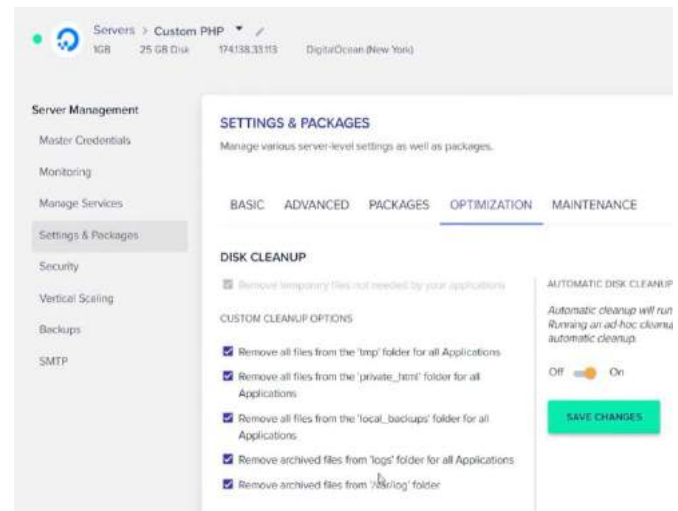 Servers > Custom PHP
1GB 25 GB Disk 174.138.33.113 DigitalOcean (New York)
Server Management
Master Credentials
Monitoring
Manage Services
Settings & Packages
Security
Vertical Scaling
Backups
SMTP
SETTINGS & PACKAGES
Manage various server-level settings as well as packages.
BASIC ADVANCED PACKAGES OPTIMIZATION MAINTENANCE
DISK CLEANUP
Remove temporary files not needed by your applications
CUSTOM CLEANUP OPTIONS
Remove all files from the 'tmp' folder for all Applications
Remove all files from the 'private_html' folder for all
Applications
Remove all files from the 'local_backups' folder for all
Applications
Remove archived files from 'logs' folder for all Applications
Remove archived files from '/var/log' folder
AUTOMATIC DISK CLEANUP
Automatic cleanup will run
Running an ad-hoc cleanup
automatic cleanup.
Off On
SAVE CHANGES